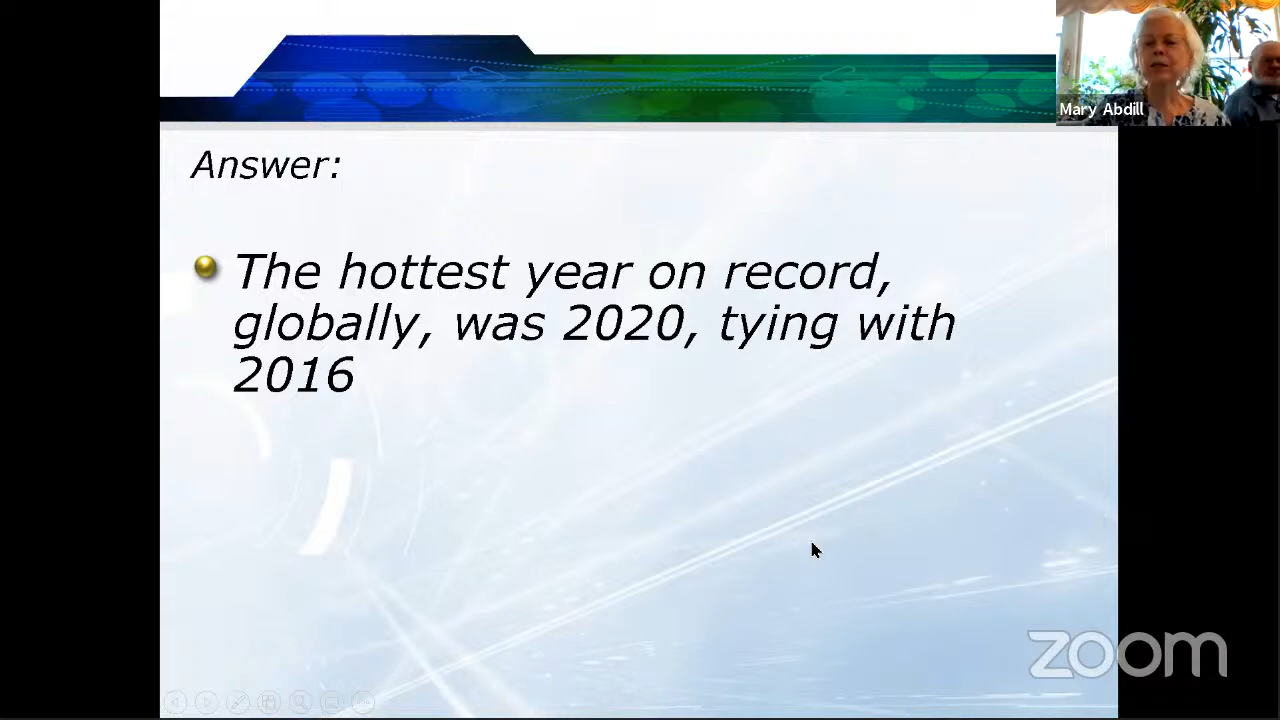 Mary Abdill
Answer:
The hottest year on record,
globally, was 2020, tying with
2016
zoom